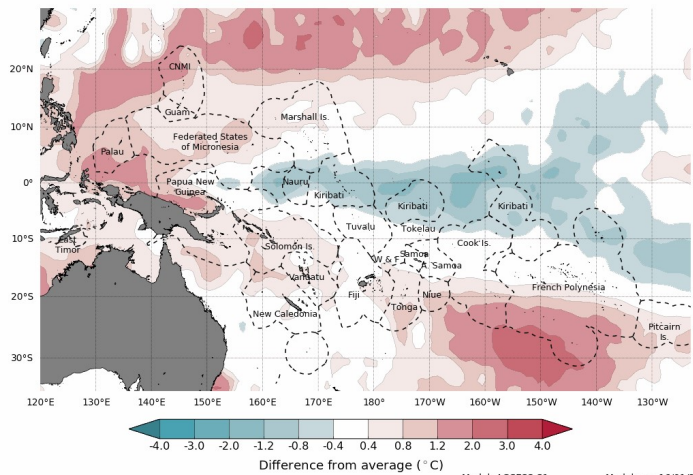 20°N
CNMI
Guam
10°N
Marshall Is.
Federated States
of Micronesia
Palau
0°
Papua New
Guinea
Nauru
Kiribati
Kiribati
Kiribati
10°S
East
Timor
Solomon Is.
Tuvalu
Tokelau
Cook Is.
W & F
Samoa
A. Samoa
Vanuatu
20°S
Fiji
Tonga
Niue
French Polynesia
New Caledonia
Pitcairn
Is.
30°S
120°E 130°E 140°E 150°E 160°E 170°E 180° 170°W 160°W 150°W 140°W 130°W
-4.0 -3.0 -2.0 -1.2 -0.8 -0.4 0.4 0.8 1.2 2.0 3.0 4.0
Difference from average (°C)